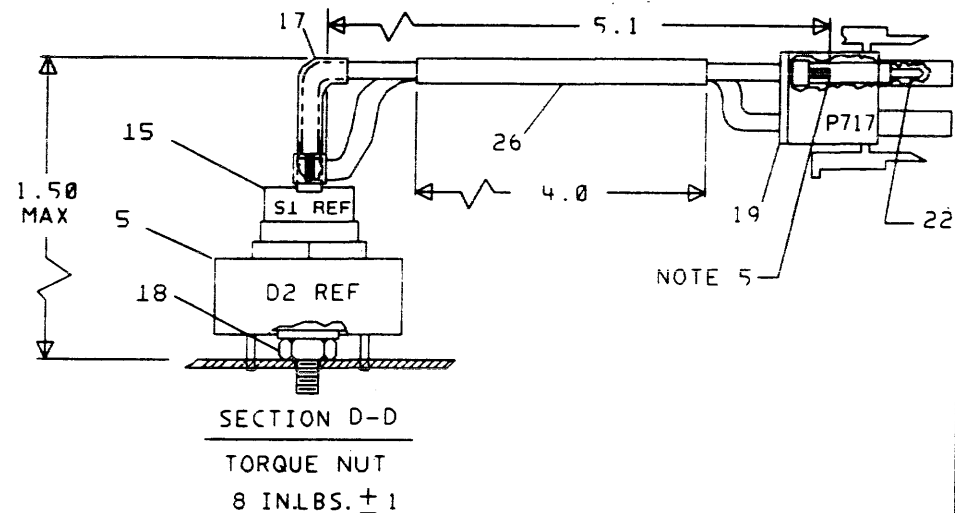 17
5.1
15
26
P717
1.50
MAX
4.0
S1 REF
19
22
5
NOTE 5
D2 REF
18
SECTION D-D
TORQUE NUT
8 IN.LBS. ± 1